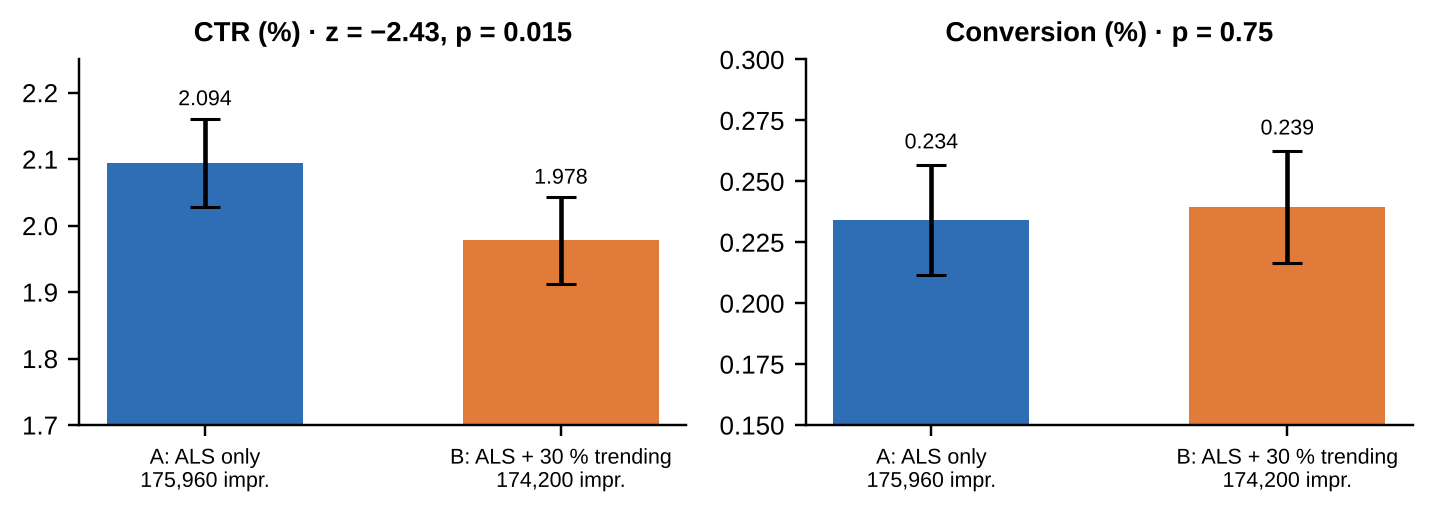 CTR (%) · z = −2.43, p = 0.015
2.2
2.1
2.0
1.9
1.8
1.7
2.094
1.978
A: ALS only
175,960 impr.
B: ALS + 30 % trending
174,200 impr.
Conversion (%) · p = 0.75
0.300
0.275
0.250
0.225
0.200
0.175
0.150
0.234
0.239
A: ALS only
175,960 impr.
B: ALS + 30 % trending
174,200 impr.